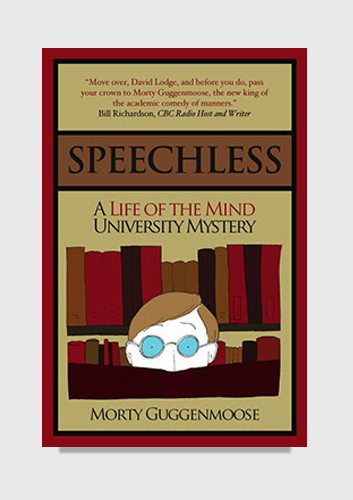 “Move over, David Lodge, and before you do, pass
your crown to Morty Guggenmoose, the new king of
the academic comedy of manners.”
Bill Richardson, CBC Radio Host and Writer
SPEECHLESS
A LIFE OF THE MIND
UNIVERSITY MYSTERY
MORTY GUGGENMOOSE